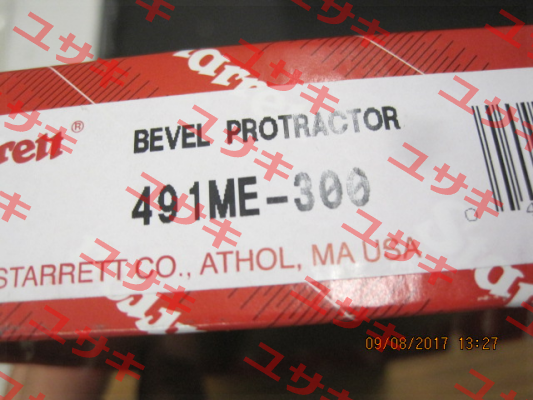 BEVEL PROTRACTOR
rrett®
491ME-300
STARRETT CO., ATHOL, MA USA
09/08/2017 13:27
ユサキ